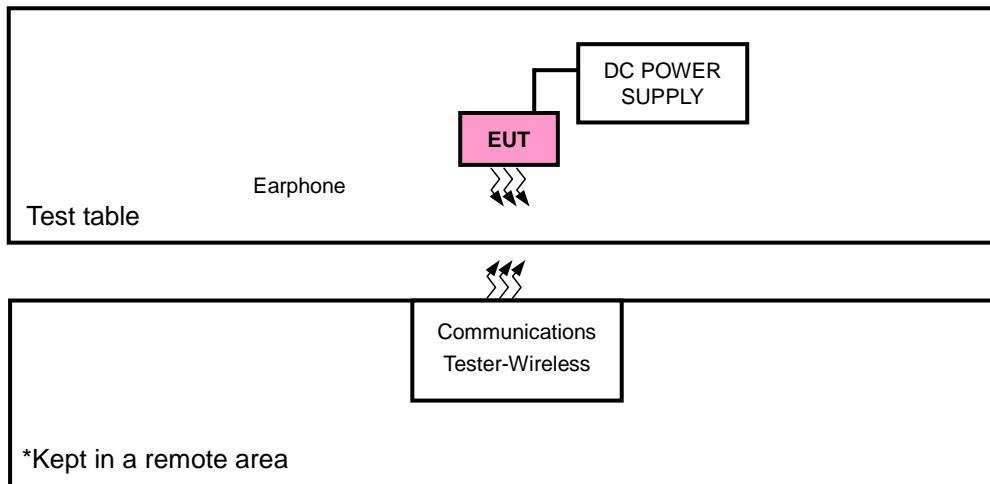 DC POWER
SUPPLY
EUT
Earphone
Test table
Communications
Tester-Wireless
*Kept in a remote area